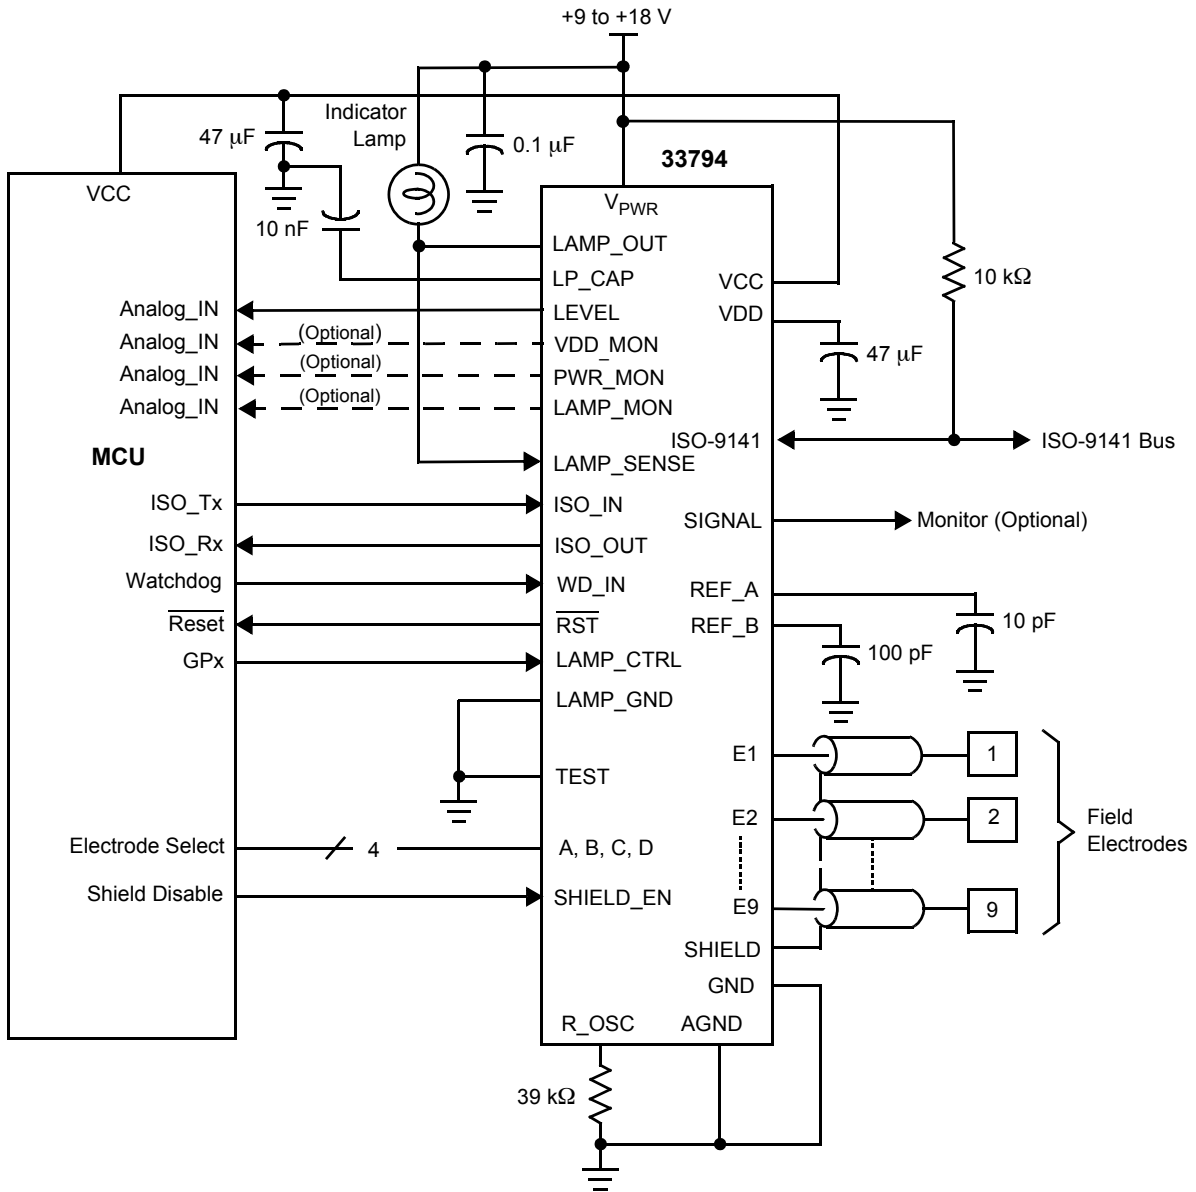 +9 to +18 V
Indicator
Lamp
47 μF
0.1 μF
33794
VCC
VPWR
10 nF
LAMP_OUT
LP_CAP
VCC
10 kΩ
Analog_IN
LEVEL
VDD
Analog_IN
(Optional)
VDD_MON
47 μF
Analog_IN
(Optional)
PWR_MON
Analog_IN
(Optional)
LAMP_MON
ISO-9141
ISO-9141 Bus
MCU
LAMP_SENSE
ISO_Tx
ISO_IN
SIGNAL
Monitor (Optional)
ISO_Rx
ISO_OUT
Watchdog
WD_IN
REF_A
10 pF
Reset
RST
REF_B
100 pF
GPx
LAMP_CTRL
LAMP_GND
E1
1
TEST
E2
2
Field
Electrodes
Electrode Select
4
A, B, C, D
Shield Disable
SHIELD_EN
E9
9
SHIELD
GND
R_OSC
AGND
39 kΩ